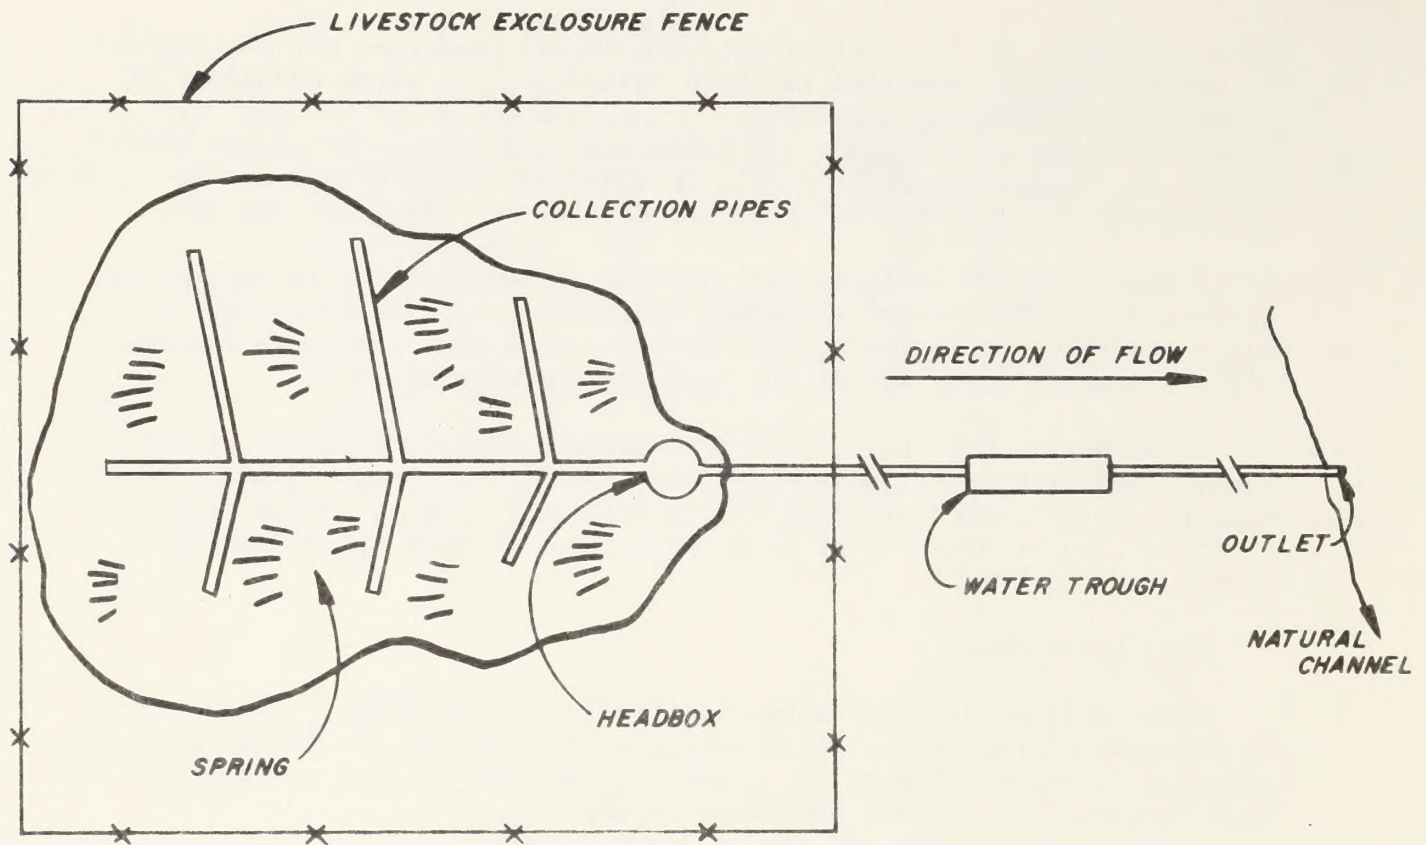 LIVESTOCK EXCLOSURE FENCE
COLLECTION PIPES
DIRECTION OF FLOW
OUTLET
WATER TROUGH
NATURAL
CHANNEL
HEADBOX
SPRING